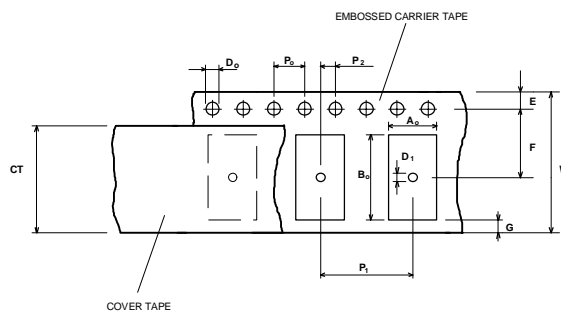 EMBOSSED CARRIER TAPE
Do
Po
P2
E
Ao
F
CT
D1
Bo
G
P1
COVER TAPE